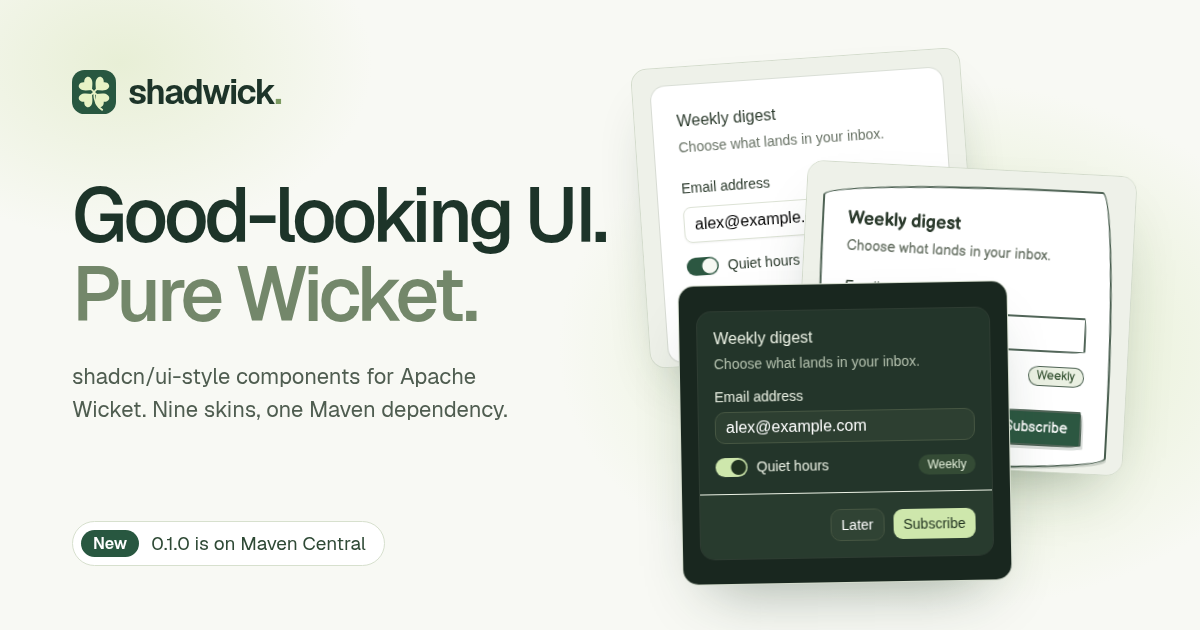 shadwick.
Good-looking UI.
Pure Wicket.
shadcn/ui-style components for Apache
Wicket. Nine skins, one Maven dependency.
New 0.1.0 is on Maven Central
Weekly digest
Choose what lands in your inbox.
Email address
alex@example.
Quiet hours
Weekly digest
Choose what lands in your inbox.
Weekly
Subscribe
Weekly digest
Choose what lands in your inbox.
Email address
alex@example.com
Quiet hours Weekly
Later Subscribe